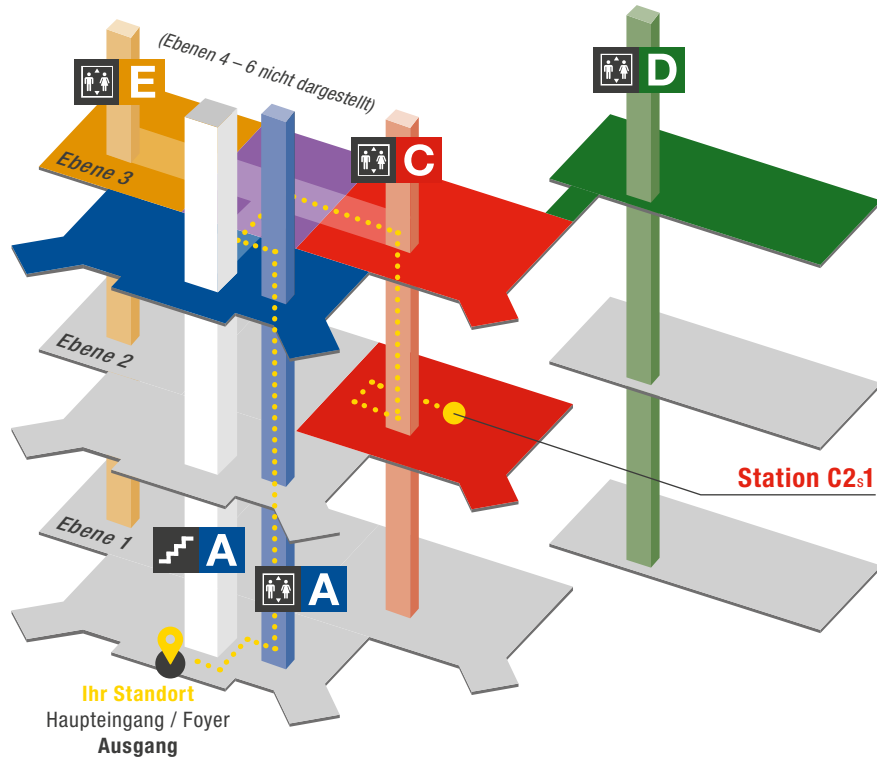 (Ebenen 4 – 6 nicht dargestellt)
E
D
C
Ebene 3
Ebene 2
Station C2s1
Ebene 1
A
A
Ihr Standort
Haupteingang / Foyer
Ausgang